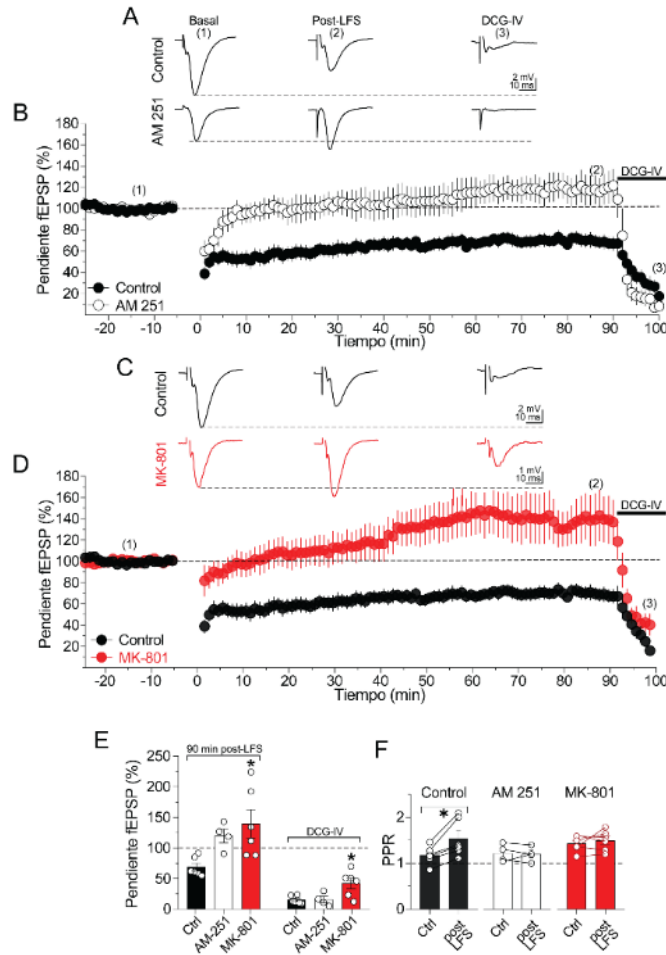 A
Basal
(1)
Post-LFS
(2)
DCG-IV
(3)
Control
2 mV
10 ms
AM 251
B
Pendiente fEPSP (%)
180
160
140
120
100
80
60
40
20
(1)
(2)
DCG-IV
(3)
Control
AM 251
-20 -10 0 10 20 30 40 50 60 70 80 90 100
Tiempo (min)
C
Control
2 mV
10 ms
MK-801
1 mV
10 ms
D
Pendiente fEPSP (%)
180
160
140
120
100
80
60
40
20
(1)
(2)
DCG-IV
(3)
Control
MK-801
-20 -10 0 10 20 30 40 50 60 70 80 90 100
Tiempo (min)
E
Pendiente fEPSP (%)
250
200
150
100
50
0
90 min post-LFS
*
DCG-IV
*
Ctrl AM-251 MK-801 Ctrl AM-251 MK-801
F
PPR
2
1
0
Control AM 251 MK-801
*
Ctrl post LFS Ctrl post LFS Ctrl post LFS